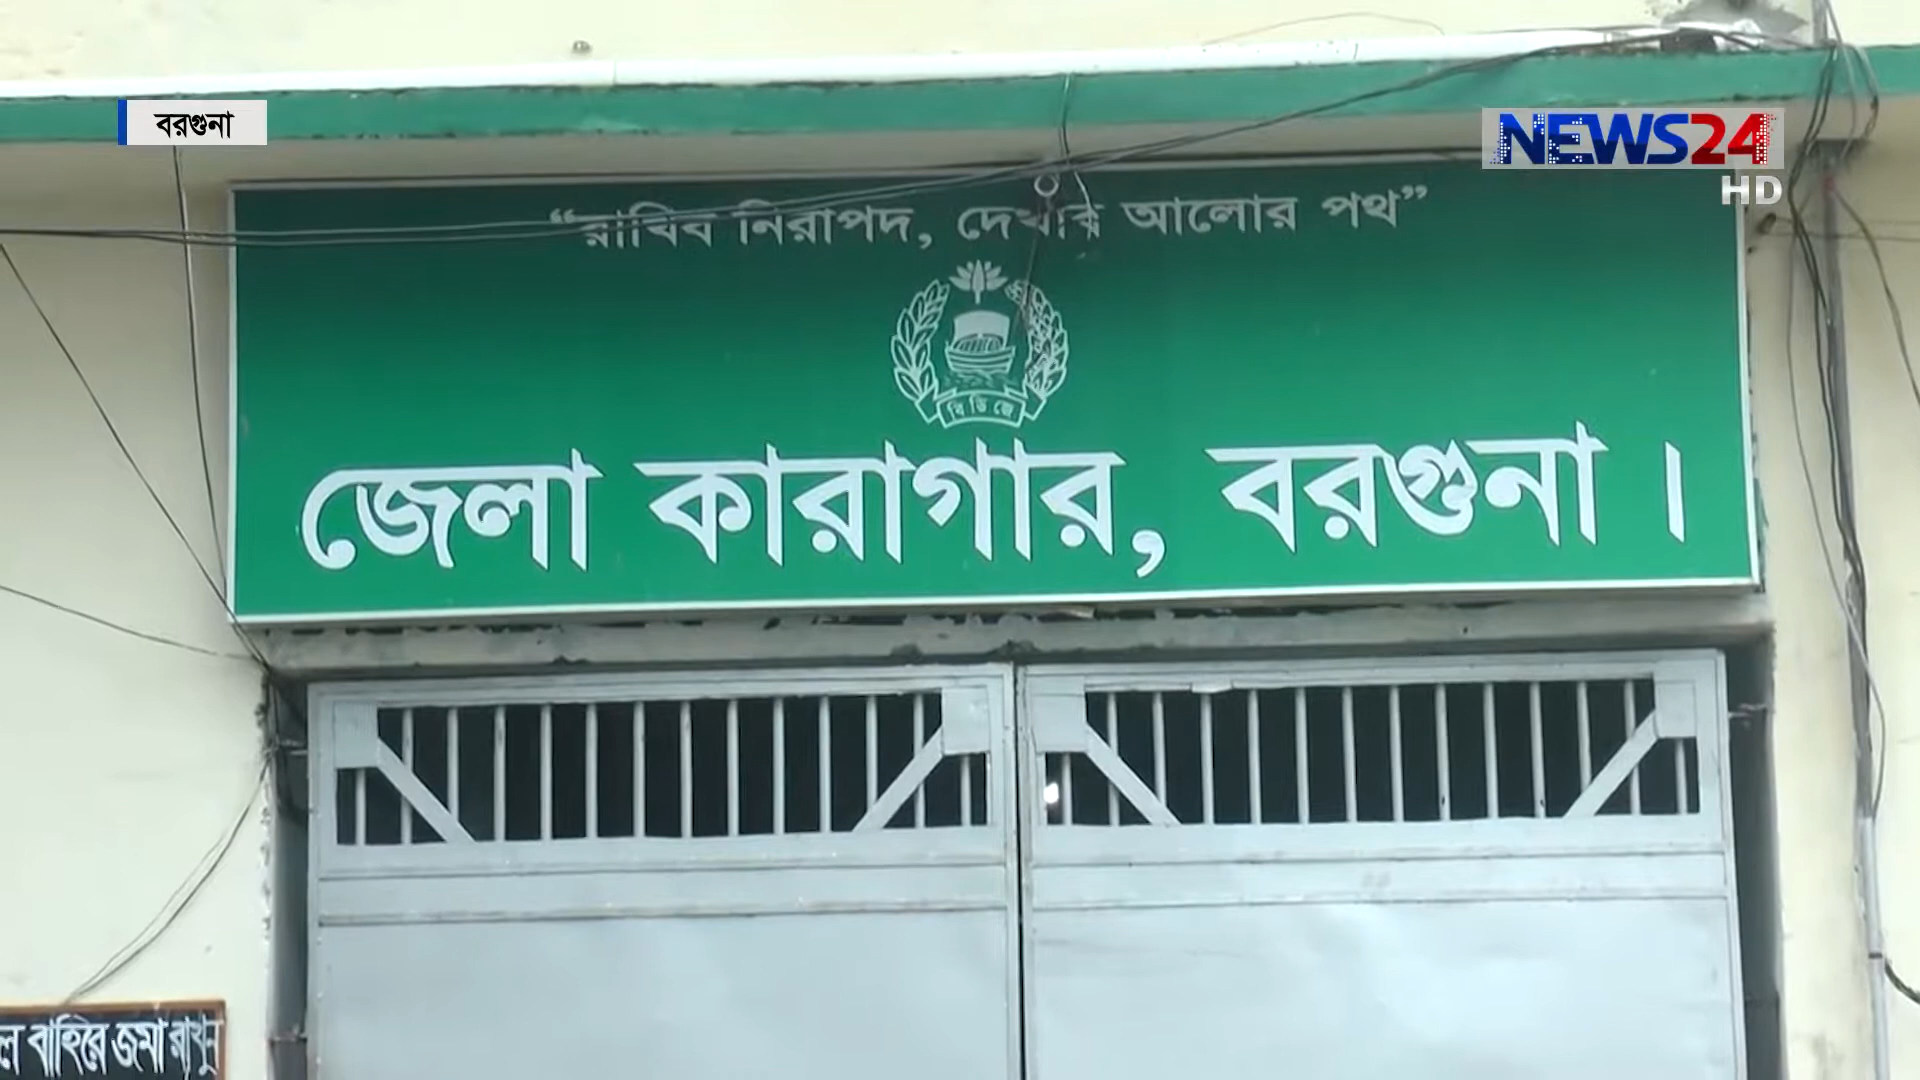 বরগুনা
NEWS24
HD
“রাখিব নিরাপদ, দেখাব আলোর পথ”
বি ডি জে
জেলা কারাগার, বরগুনা।
বাহিরে জমা রাখুন